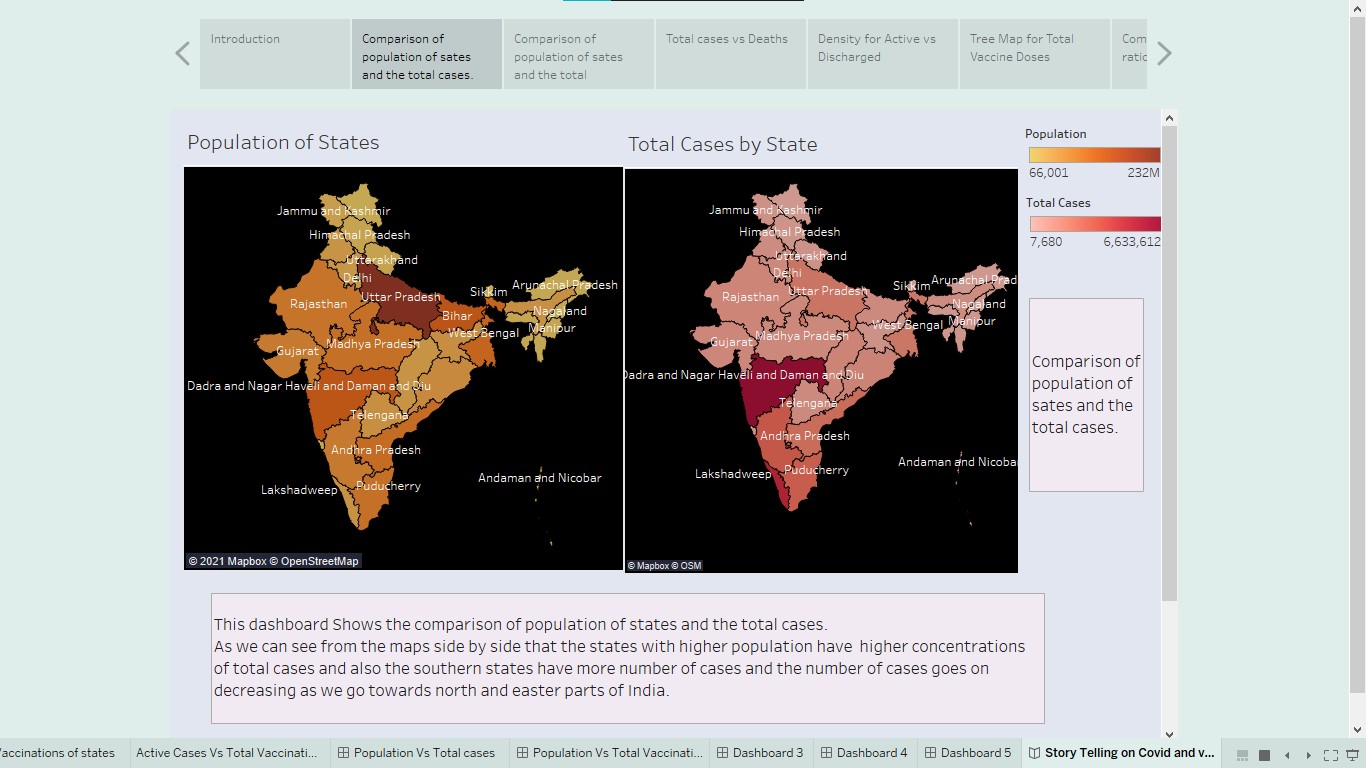 Introduction
Comparison of
population of sates
and the total cases.
Comparison of
population of sates
and the total
Total cases vs Deaths
Density for Active vs
Discharged
Tree Map for Total
Vaccine Doses
Com
ratio
Population of States
Jammu and Kashmir
Himachal Pradesh
Uttarakhand
Delhi
Rajasthan
Uttar Pradesh
Sikkim
Arunachal Pradesh
Nagaland
Bihar
Manipur
West Bengal
Madhya Pradesh
Gujarat
Dadra and Nagar Haveli and Daman and Diu
Telengana
Andhra Pradesh
Andaman and Nicobar
Lakshadweep
Puducherry
© 2021 Mapbox © OpenStreetMap
Total Cases by State
Jammu and Kashmir
Himachal Pradesh
Uttarakhand
Delhi
Rajasthan
Uttar Pradesh
Sikkim
Arunachal Prad
Nagaland
Manipur
West Bengal
Madhya Pradesh
Gujarat
Dadra and Nagar Haveli and Daman and Diu
Telengana
Andhra Pradesh
Andaman and Nicobar
Lakshadweep
Puducherry
© Mapbox © OSM
Population
66,001 232M
Total Cases
7,680 6,633,612
Comparison of
population of
sates and the
total cases.
This dashboard Shows the comparison of population of states and the total cases.
As we can see from the maps side by side that the states with higher population have higher concentrations
of total cases and also the southern states have more number of cases and the number of cases goes on
decreasing as we go towards north and easter parts of India.
accinations of states
Active Cases Vs Total Vaccinati...
Population Vs Total cases
Population Vs Total Vaccinati...
Dashboard 3
Dashboard 4
Dashboard 5
Story Telling on Covid and v...